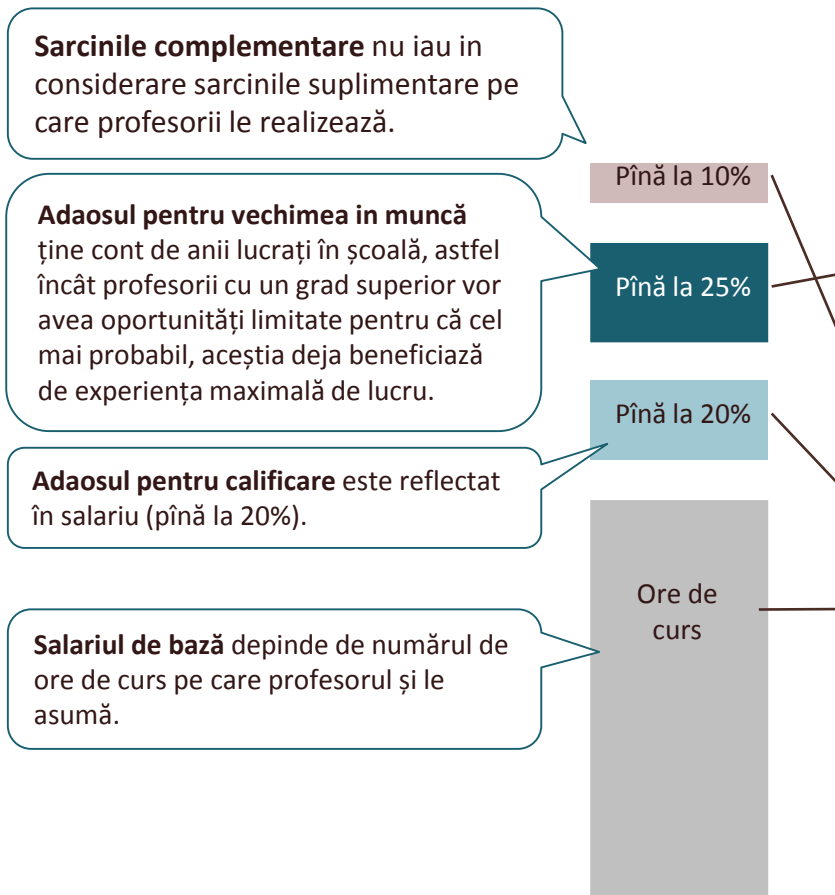 Sarcinile complementare nu iau in
considerare sarcinile suplimentare pe
care profesorii le realizează.
Pînă la 10%
Adaosul pentru vechimea in muncă
ține cont de anii lucrați în școală, astfel
încât profesorii cu un grad superior vor
avea oportunități limitate pentru că cel
mai probabil, aceștia deja beneficiază
de experiența maximală de lucru.
Pînă la 25%
Pînă la 20%
Adaosul pentru calificare este reflectat
în salariu (pînă la 20%).
Ore de
curs
Salariul de bază depinde de numărul de
ore de curs pe care profesorul și le
asumă.